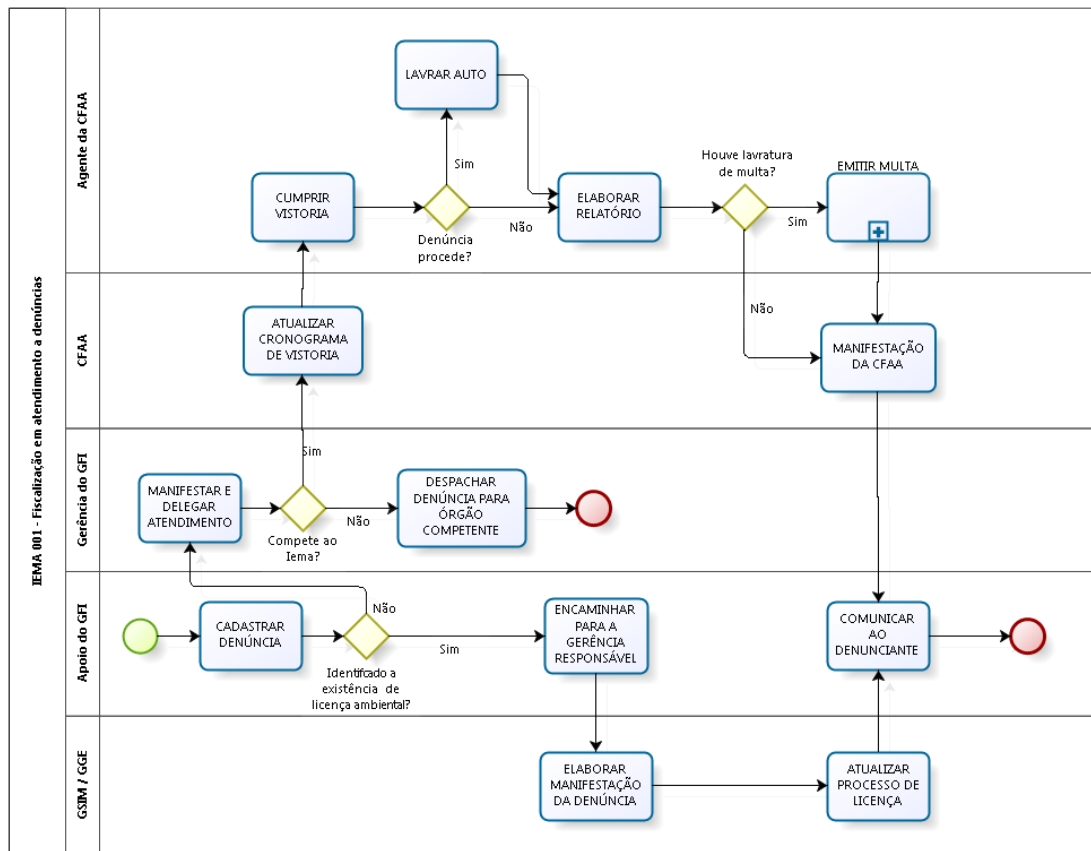 IEMA 001 - Fiscalização em atendimento a denúncias
Agente da CFAA
LAVRAR AUTO
Sim
CUMPRIR
VISTORIA
Denúncia
procede?
Não
ELABORAR
RELATÓRIO
Houve lavratura
de multa?
Sim
EMITIR MULTA
Não
CFAA
ATUALIZAR
CRONOGRAMA
DE VISTORIA
MANIFESTAÇÃO
DA CFAA
Gerência do GFI
Sim
MANIFESTAR E
DELEGAR
ATENDIMENTO
Compete ao
Iema?
Não
DESPACHAR
DENÚNCIA PARA
ÓRGÃO
COMPETENTE
Apoio do GFI
CADASTRAR
DENÚNCIA
Não
Identifcado a
existência de
licença ambiental?
Sim
ENCAMINHAR
PARA A
GERÊNCIA
RESPONSÁVEL
COMUNICAR
AO
DENUNCIANTE
GSIM / GGE
ELABORAR
MANIFESTAÇÃO
DA DENÚNCIA
ATUALIZAR
PROCESSO DE
LICENÇA